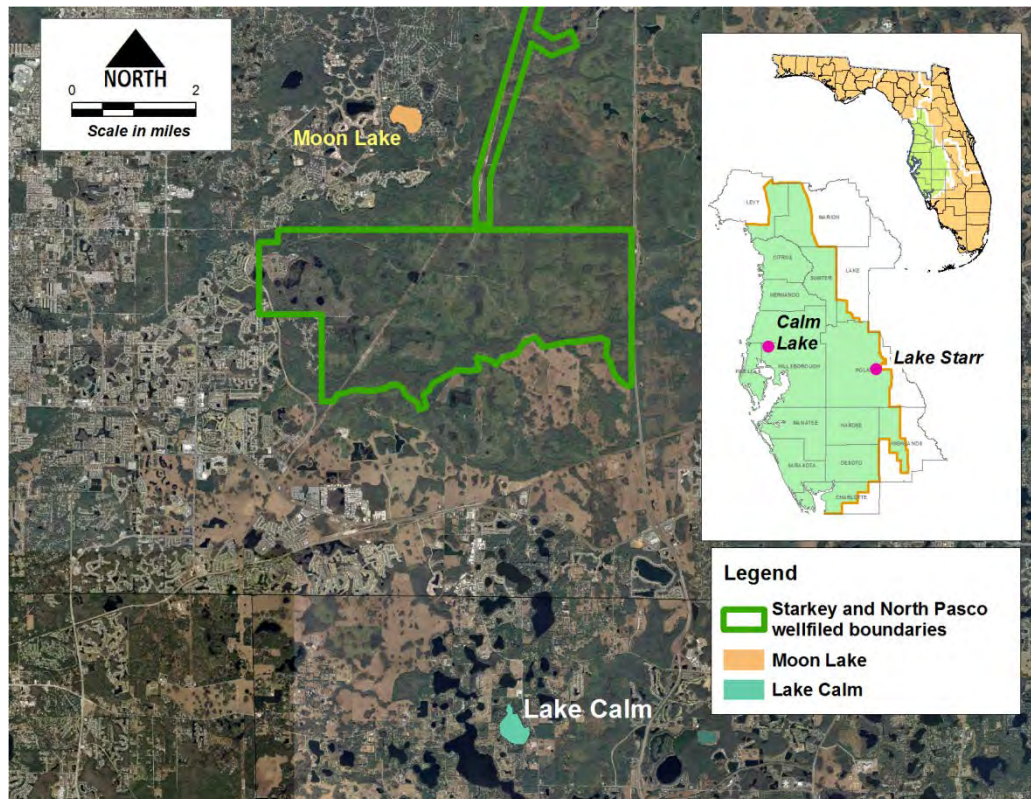 NORTH
0 2
Scale in miles
Moon Lake
LEVY
MARION
CITRUS
SUMTER
LAKE
HERNANDO
Calm
Lake
Lake Starr
HILLSBOROUGH
POLK
MANATEE
HARDEE
HIGHLANDS
SARASOTA
DESOTO
CHARLOTTE
Legend
Starkey and North Pasco
wellfiled boundaries
Moon Lake
Lake Calm
Lake Calm